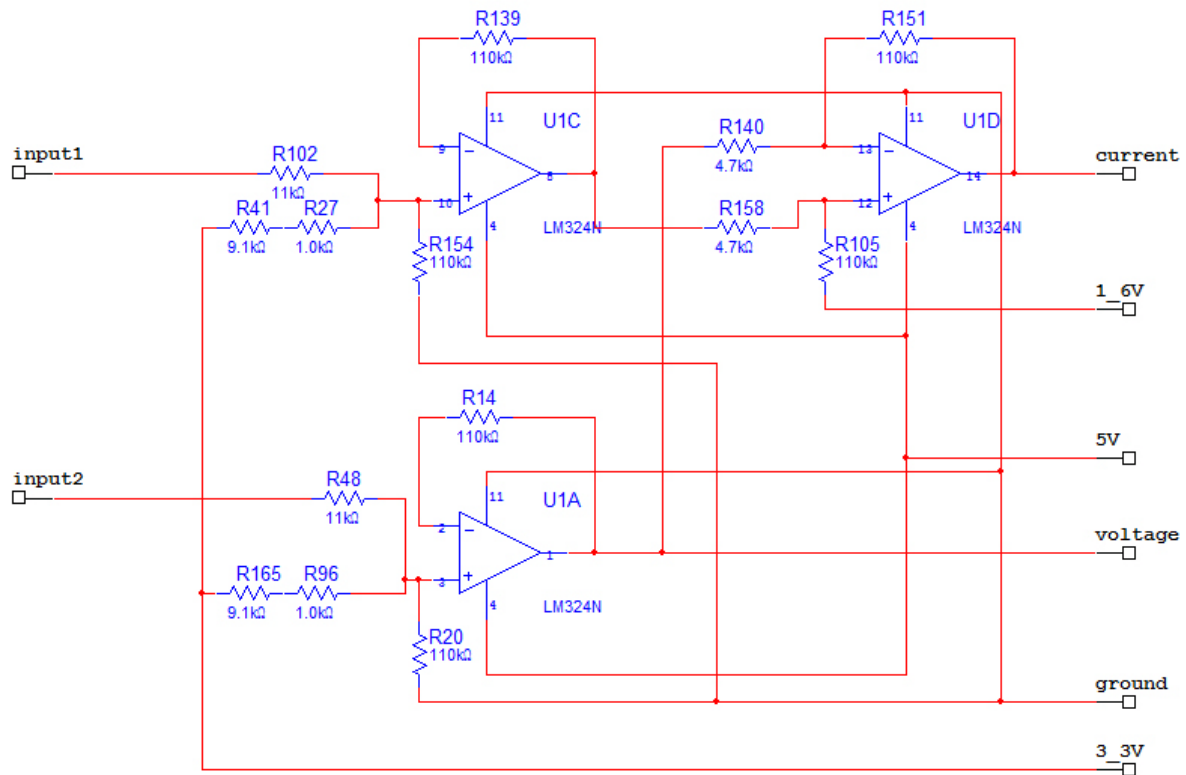 R139
110kΩ
R151
110kΩ
11
U1C
11
U1D
R140
4.7kΩ
9
8
13
14
current
input1
R102
11kΩ
10
12
R41
9.1kΩ
R27
1.0kΩ
4
LM324N
R158
4.7kΩ
4
LM324N
R154
110kΩ
R105
110kΩ
1_6V
R14
110kΩ
5V
input2
R48
11kΩ
11
U1A
2
1
voltage
3
R165
9.1kΩ
R96
1.0kΩ
4
LM324N
R20
110kΩ
ground
3_3V